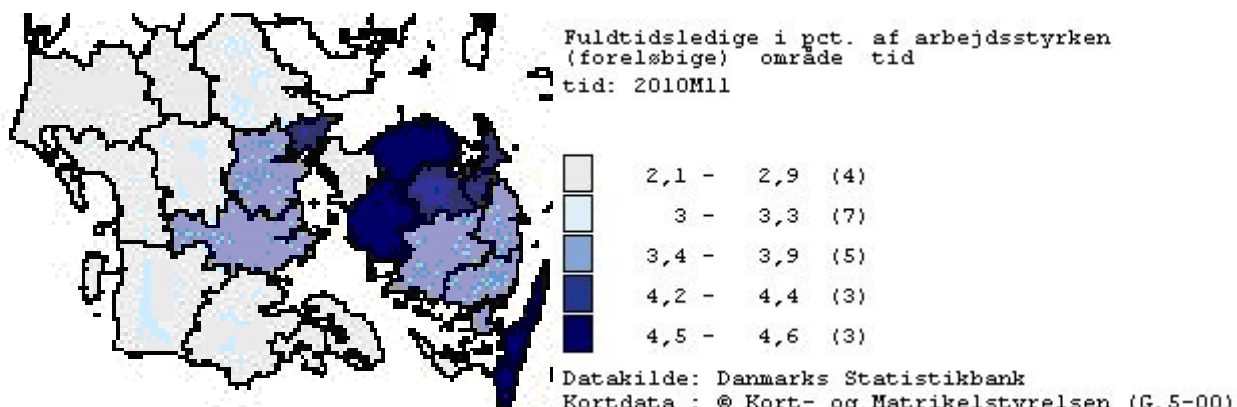 Fuldtidsledige i pct. af arbejdsstyrken
(foreløbige) område tid
tid: 2010M11
2,1 - 2,9 (4)
3 - 3,3 (7)
3,4 - 3,9 (5)
4,2 - 4,4 (3)
4,5 - 4,6 (3)
Datakilde: Danmarks Statistikbank
Kortdata : © Kort- og Matrikelstyrelsen (G.5-00)